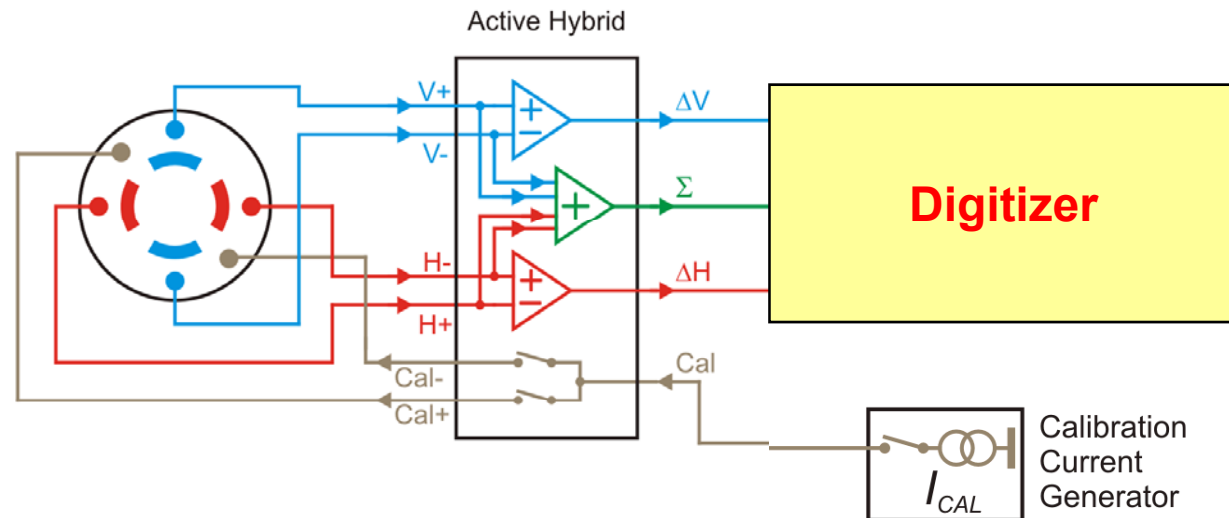 Active Hybrid
V+
V-
ΔV
Σ
Digitizer
H-
H+
ΔH
Cal-
Cal+
Cal
Calibration
Current
Generator
I_CAL
+
−
+
+
−